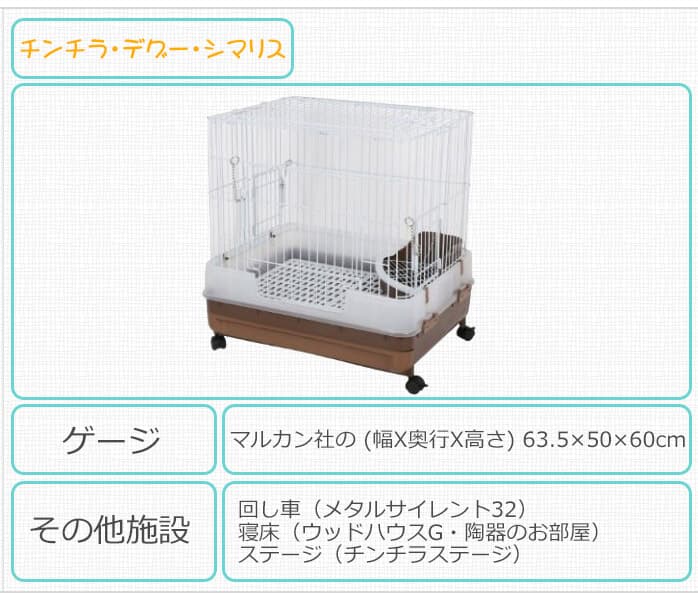 チンチラ・デグー・シマリス
ゲージ
マルカン社の (幅X奥行X高さ) 63.5×50×60cm
その他施設
回し車（メタルサイレント32）
寝床（ウッドハウスG・陶器のお部屋）
ステージ（チンチラステージ）